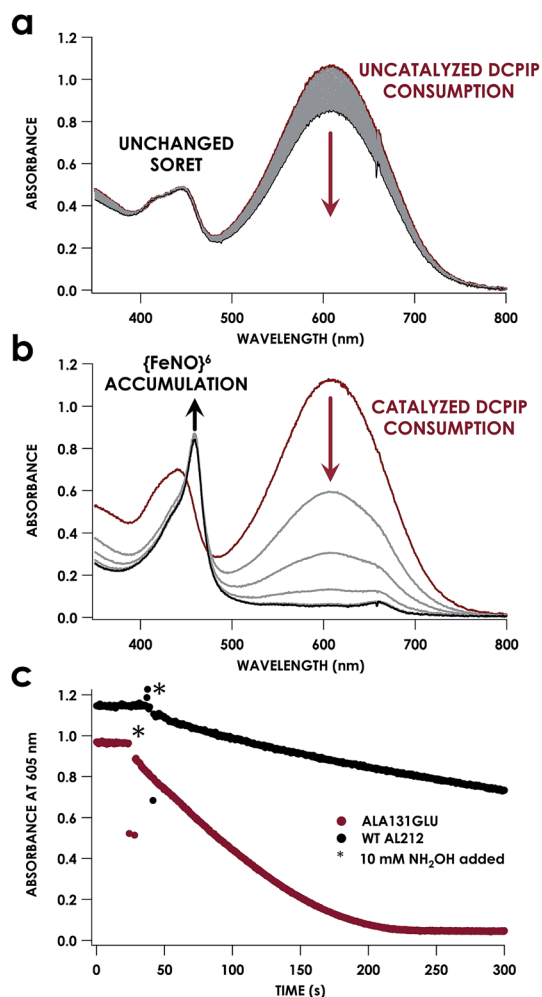 a
1.2
1.0
0.8
0.6
0.4
0.2
0.0
ABSORBANCE
UNCHANGED
SORET
UNCATALYZED DCPIP
CONSUMPTION
400
500
600
700
800
WAVELENGTH (nm)
b
{FeNO}⁶
ACCUMULATION
1.2
1.0
0.8
0.6
0.4
0.2
0.0
ABSORBANCE
CATALYZED DCPIP
CONSUMPTION
400
500
600
700
800
WAVELENGTH (nm)
c
1.2
1.0
0.8
0.6
0.4
0.2
0.0
ABSORBANCE AT 605 nm
*
*
ALA131GLU
WT AL212
* 10 mM NH₂OH added
0
50
100
150
200
250
300
TIME (s)